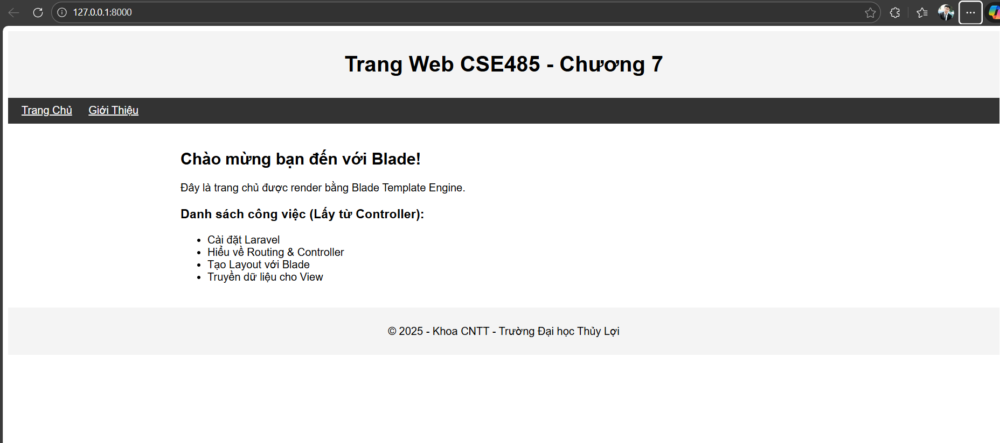 127.0.0.1:8000
Trang Web CSE485 - Chương 7
Trang Chủ Giới Thiệu
Chào mừng bạn đến với Blade!
Đây là trang chủ được render bằng Blade Template Engine.
Danh sách công việc (Lấy từ Controller):
• Cài đặt Laravel
• Hiểu về Routing & Controller
• Tạo Layout với Blade
• Truyền dữ liệu cho View
© 2025 - Khoa CNTT - Trường Đại học Thủy Lợi